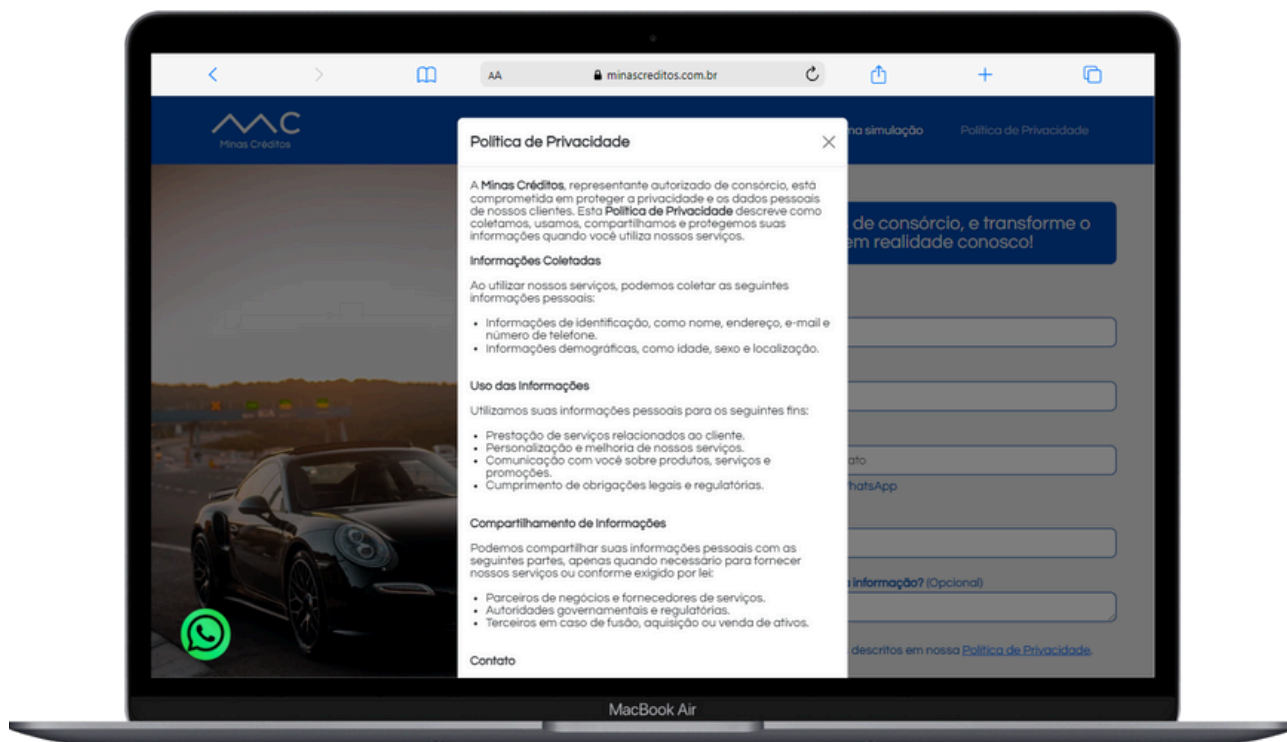 AA
minascreditos.com.br
MC
Minas Créditos
ma simulação
Política de Privacidade
Política de Privacidade
A Minas Créditos, representante autorizado de consórcio, está
comprometida em proteger a privacidade e os dados pessoais
de nossos clientes. Esta Política de Privacidade descreve como
coletamos, usamos, compartilhamos e protegemos suas
informações quando você utiliza nossos serviços.
Informações Coletadas
Ao utilizar nossos serviços, podemos coletar as seguintes
informações pessoais:
• Informações de identificação, como nome, endereço, e-mail e
número de telefone.
• Informações demográficas, como idade, sexo e localização.
Uso das Informações
Utilizamos suas informações pessoais para os seguintes fins:
• Prestação de serviços relacionados ao cliente.
• Personalização e melhoria de nossos serviços.
• Comunicação com você sobre produtos, serviços e
promoções.
• Cumprimento de obrigações legais e regulatórias.
Compartilhamento de Informações
Podemos compartilhar suas informações pessoais com as
seguintes partes, apenas quando necessário para fornecer
nossos serviços ou conforme exigido por lei:
• Parceiros de negócios e fornecedores de serviços.
• Autoridades governamentais e regulatórias.
• Terceiros em caso de fusão, aquisição ou venda de ativos.
Contato
de consórcio, e transforme o
em realidade conosco!
ato
hatsApp
informação? (Opcional)
descritos em nossa Política de Privacidade.
MacBook Air